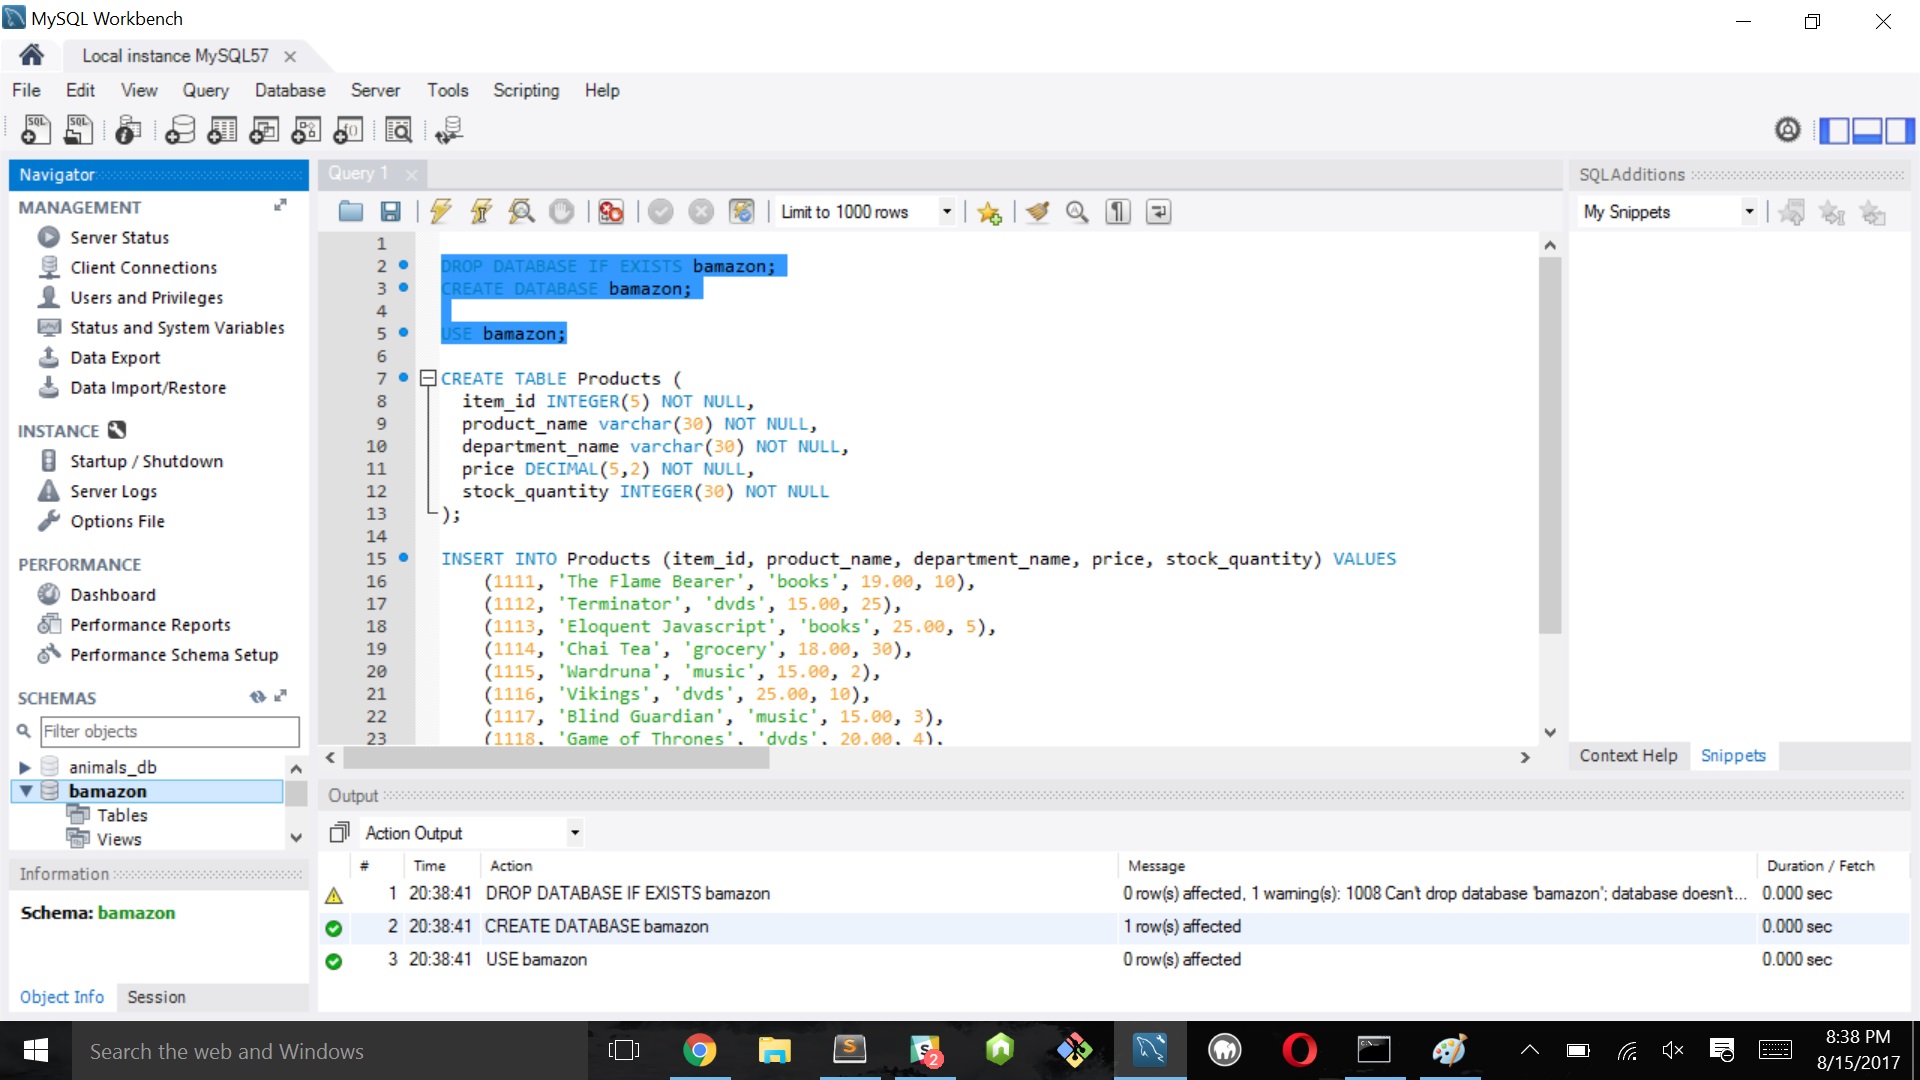 MySQL Workbench
Local instance MySQL57
File Edit View Query Database Server Tools Scripting Help
Navigator
MANAGEMENT
Server Status
Client Connections
Users and Privileges
Status and System Variables
Data Export
Data Import/Restore
INSTANCE
Startup / Shutdown
Server Logs
Options File
PERFORMANCE
Dashboard
Performance Reports
Performance Schema Setup
SCHEMAS
Filter objects
animals_db
bamazon
Tables
Views
Information
Schema: bamazon
Object Info Session
Query 1
Limit to 1000 rows
1
2 DROP DATABASE IF EXISTS bamazon;
3 CREATE DATABASE bamazon;
4
5 USE bamazon;
6
7 CREATE TABLE Products (
8 item_id INTEGER(5) NOT NULL,
9 product_name varchar(30) NOT NULL,
10 department_name varchar(30) NOT NULL,
11 price DECIMAL(5,2) NOT NULL,
12 stock_quantity INTEGER(30) NOT NULL
13 );
14
15 INSERT INTO Products (item_id, product_name, department_name, price, stock_quantity) VALUES
16 (1111, 'The Flame Bearer', 'books', 19.00, 10),
17 (1112, 'Terminator', 'dvds', 15.00, 25),
18 (1113, 'Eloquent Javascript', 'books', 25.00, 5),
19 (1114, 'Chai Tea', 'grocery', 18.00, 30),
20 (1115, 'Wardruna', 'music', 15.00, 2),
21 (1116, 'Vikings', 'dvds', 25.00, 10),
22 (1117, 'Blind Guardian', 'music', 15.00, 3),
23 (1118, 'Game of Thrones', 'dvds', 20.00, 4),
SQLAdditions
My Snippets
Context Help Snippets
Output
Action Output
# Time Action Message Duration / Fetch
1 20:38:41 DROP DATABASE IF EXISTS bamazon 0 row(s) affected, 1 warning(s): 1008 Can't drop database 'bamazon'; database doesn't... 0.000 sec
2 20:38:41 CREATE DATABASE bamazon 1 row(s) affected 0.000 sec
3 20:38:41 USE bamazon 0 row(s) affected 0.000 sec
Search the web and Windows
2
8:38 PM
8/15/2017